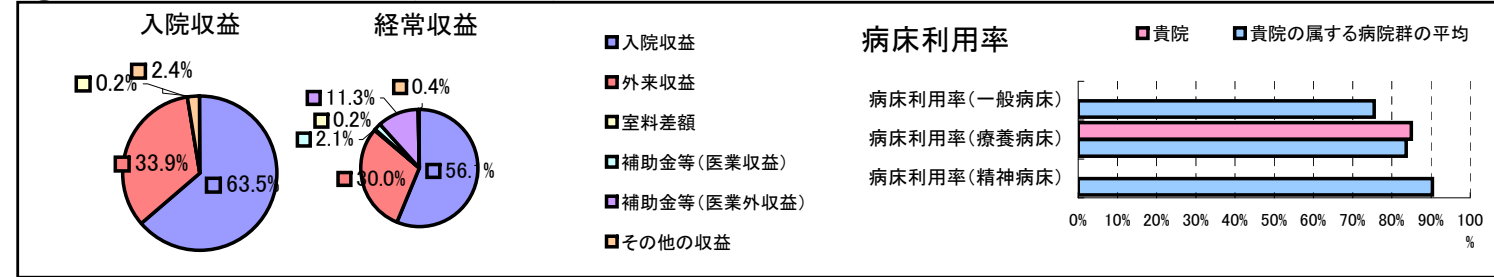 入院収益
経常収益
2.4%
0.2%
33.9%
63.5%
0.4%
11.3%
0.2%
2.1%
30.0%
入院収益
外来収益
室料差額
補助金等(医業収益)
補助金等(医業外収益)
その他の収益
病床利用率
貴院
貴院の属する病院群の平均
病床利用率(一般病床)
病床利用率(療養病床)
病床利用率(精神病床)
0% 10% 20% 30% 40% 50% 60% 70% 80% 90% 100
%